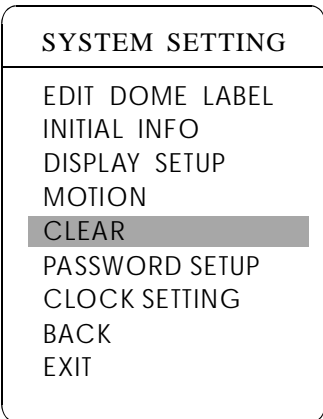 SYSTEM SETTING
EDIT DOME LABEL
INITIAL INFO
DISPLAY SETUP
MOTION
CLEAR
PASSWORD SETUP
CLOCK SETTING
BACK
EXIT